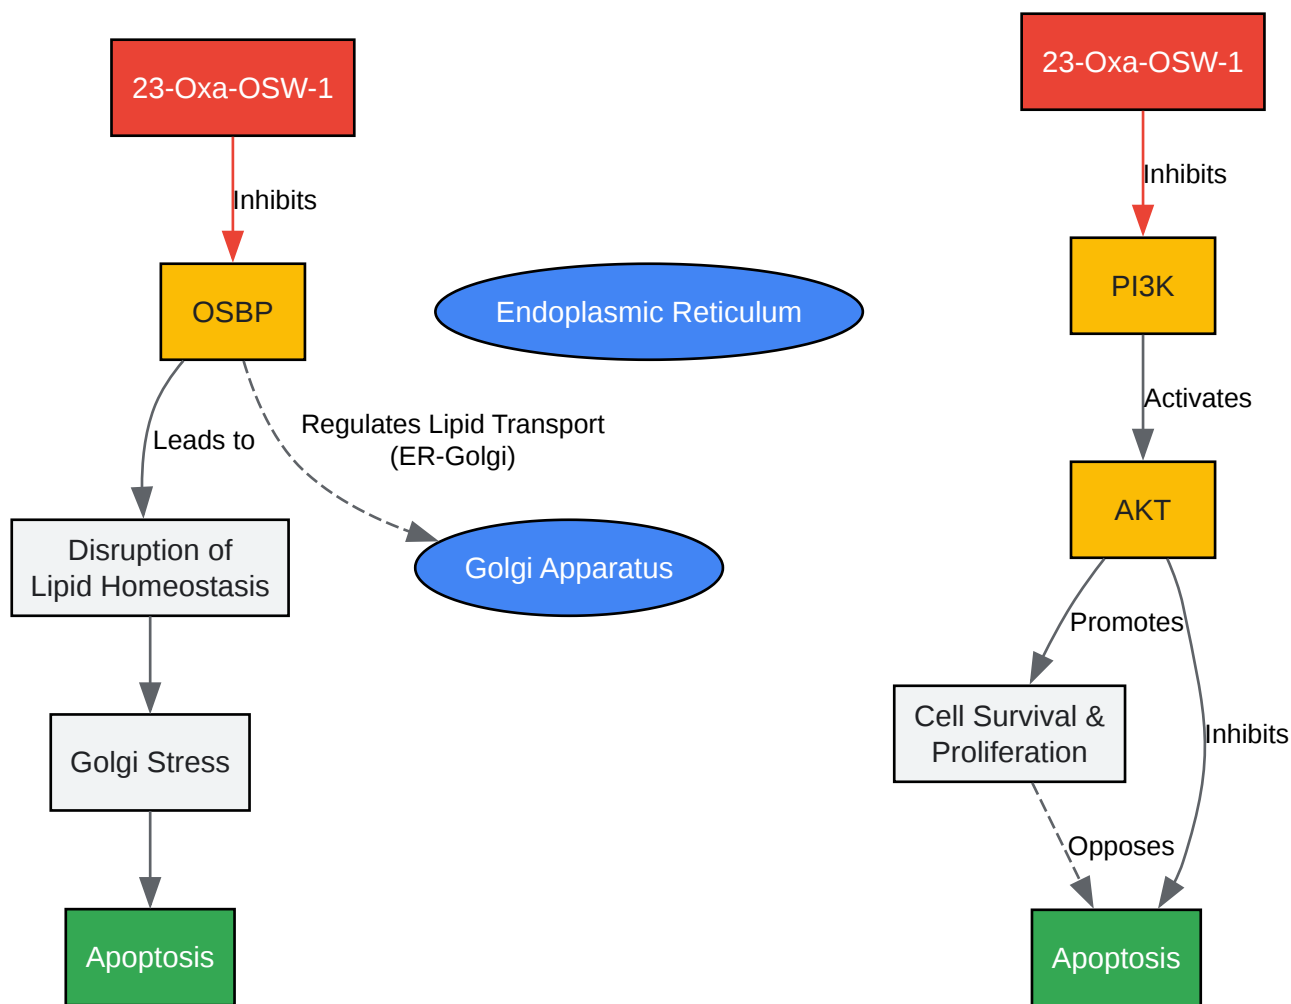 23-Oxa-OSW-1
Inhibits
OSBP
Endoplasmic Reticulum
Leads to
Regulates Lipid Transport
(ER-Golgi)
Disruption of
Lipid Homeostasis
Golgi Apparatus
Golgi Stress
Apoptosis
23-Oxa-OSW-1
Inhibits
PI3K
Activates
AKT
Promotes
Cell Survival &
Proliferation
Inhibits
Opposes
Apoptosis